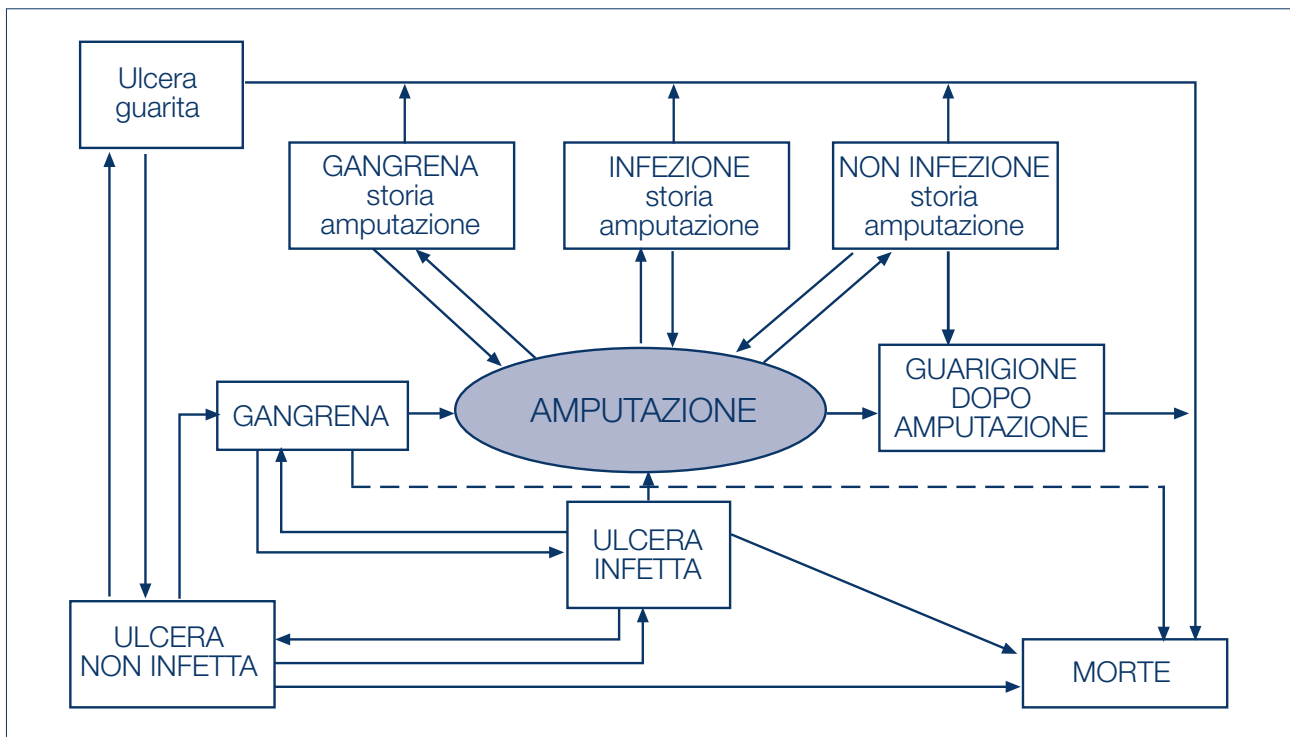 Ulcera
guarita
GANGRENA
storia
amputazione
INFEZIONE
storia
amputazione
NON INFEZIONE
storia
amputazione
GANGRENA
AMPUTAZIONE
GUARIGIONE
DOPO
AMPUTAZIONE
ULCERA
INFETTA
ULCERA
NON INFETTA
MORTE